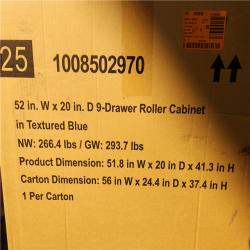 25
1008502970
52 in. W x 20 in. D 9-Drawer Roller Cabinet
in Textured Blue
NW: 266.4 lbs / GW: 293.7 lbs
Product Dimension: 51.8 in W x 20 in D x 41.3 in H
Carton Dimension: 56 in W x 24.4 in D x 37.4 in H
1 Per Carton